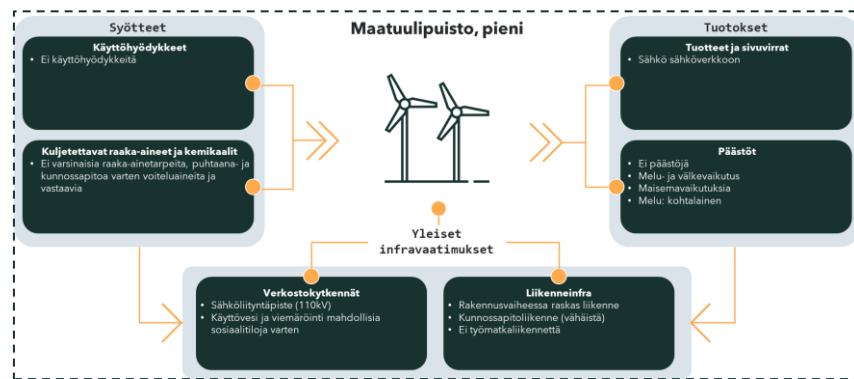 Syötteet
Maatuulipuisto, pieni
Tuotokset
Käyttöhyödykkeet
• Ei käyttöhyödykkeitä
Kuljetettavat raaka-aineet ja kemikaalit
• Ei varsinaisia raaka-ainetarpeita, puhtaana- ja
kunnossapitoa varten voiteluaineita ja
vastaavia
Tuotteet ja sivuvirrat
• Sähkö sähköverkkoon
Päästöt
• Ei päästöjä
• Melu- ja välkevaikutus
• Maisemavaikutuksia
• Melu: kohtalainen
Yleiset
infravaatimukset
Verkostokytkennät
• Sähköliityntäpiste (110kV)
• Käyttövesi ja viemäröinti mahdollisia
sosiaalitiloja varten
Liikenneinfra
• Rakennusvaiheessa raskas liikenne
• Kunnossapitoliikenne (vähäistä)
• Ei työmatkaliikennettä